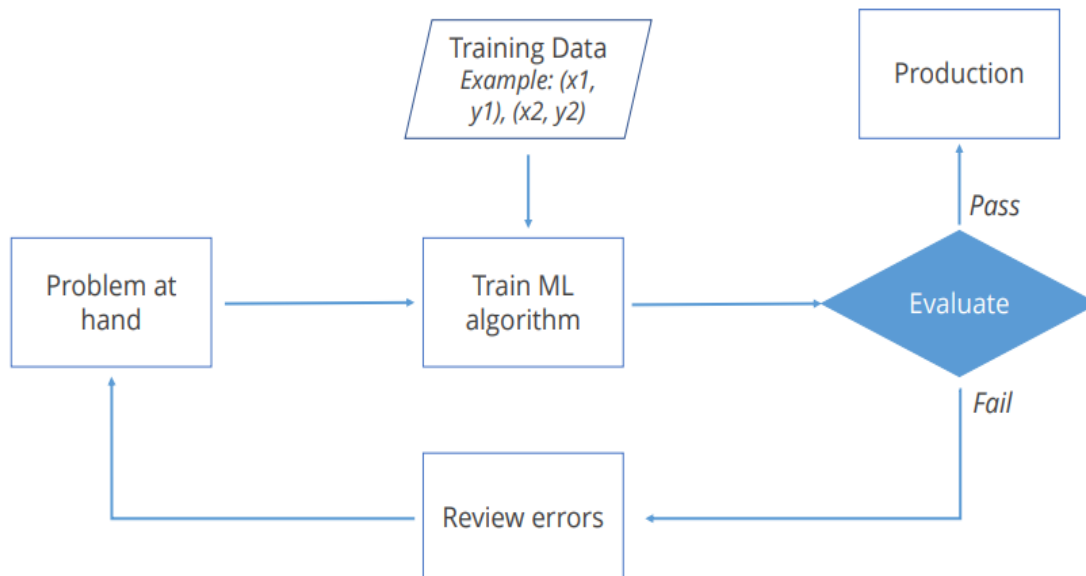 Training Data
Example: (x1,
y1), (x2, y2)
Production
Pass
Problem at
hand
Train ML
algorithm
Evaluate
Fail
Review errors